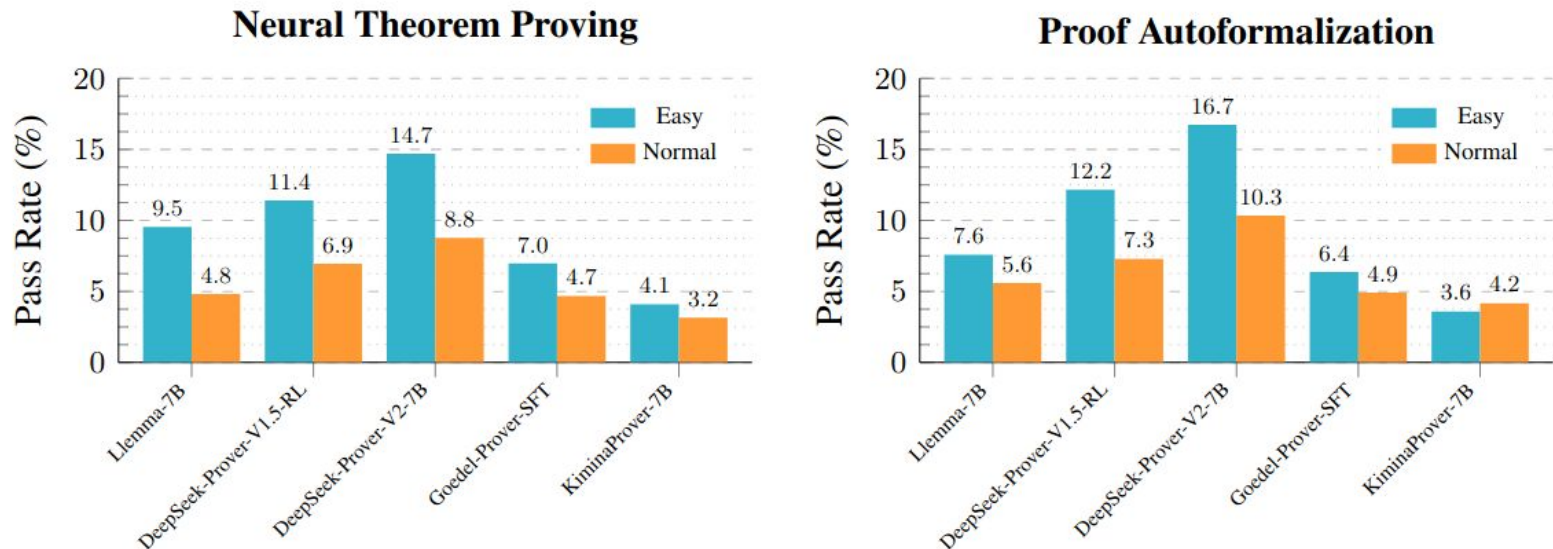 Neural Theorem Proving
Pass Rate (%)
20
15
10
5
0
Easy
Normal
9.5
4.8
11.4
6.9
14.7
8.8
7.0
4.7
4.1
3.2
Llemma-7B
DeepSeek-Prover-V1.5-RL
DeepSeek-Prover-V2-7B
Goedel-Prover-SFT
KiminaProver-7B
Proof Autoformalization
Pass Rate (%)
20
15
10
5
0
Easy
Normal
7.6
5.6
12.2
7.3
16.7
10.3
6.4
4.9
3.6
4.2
Llemma-7B
DeepSeek-Prover-V1.5-RL
DeepSeek-Prover-V2-7B
Goedel-Prover-SFT
KiminaProver-7B